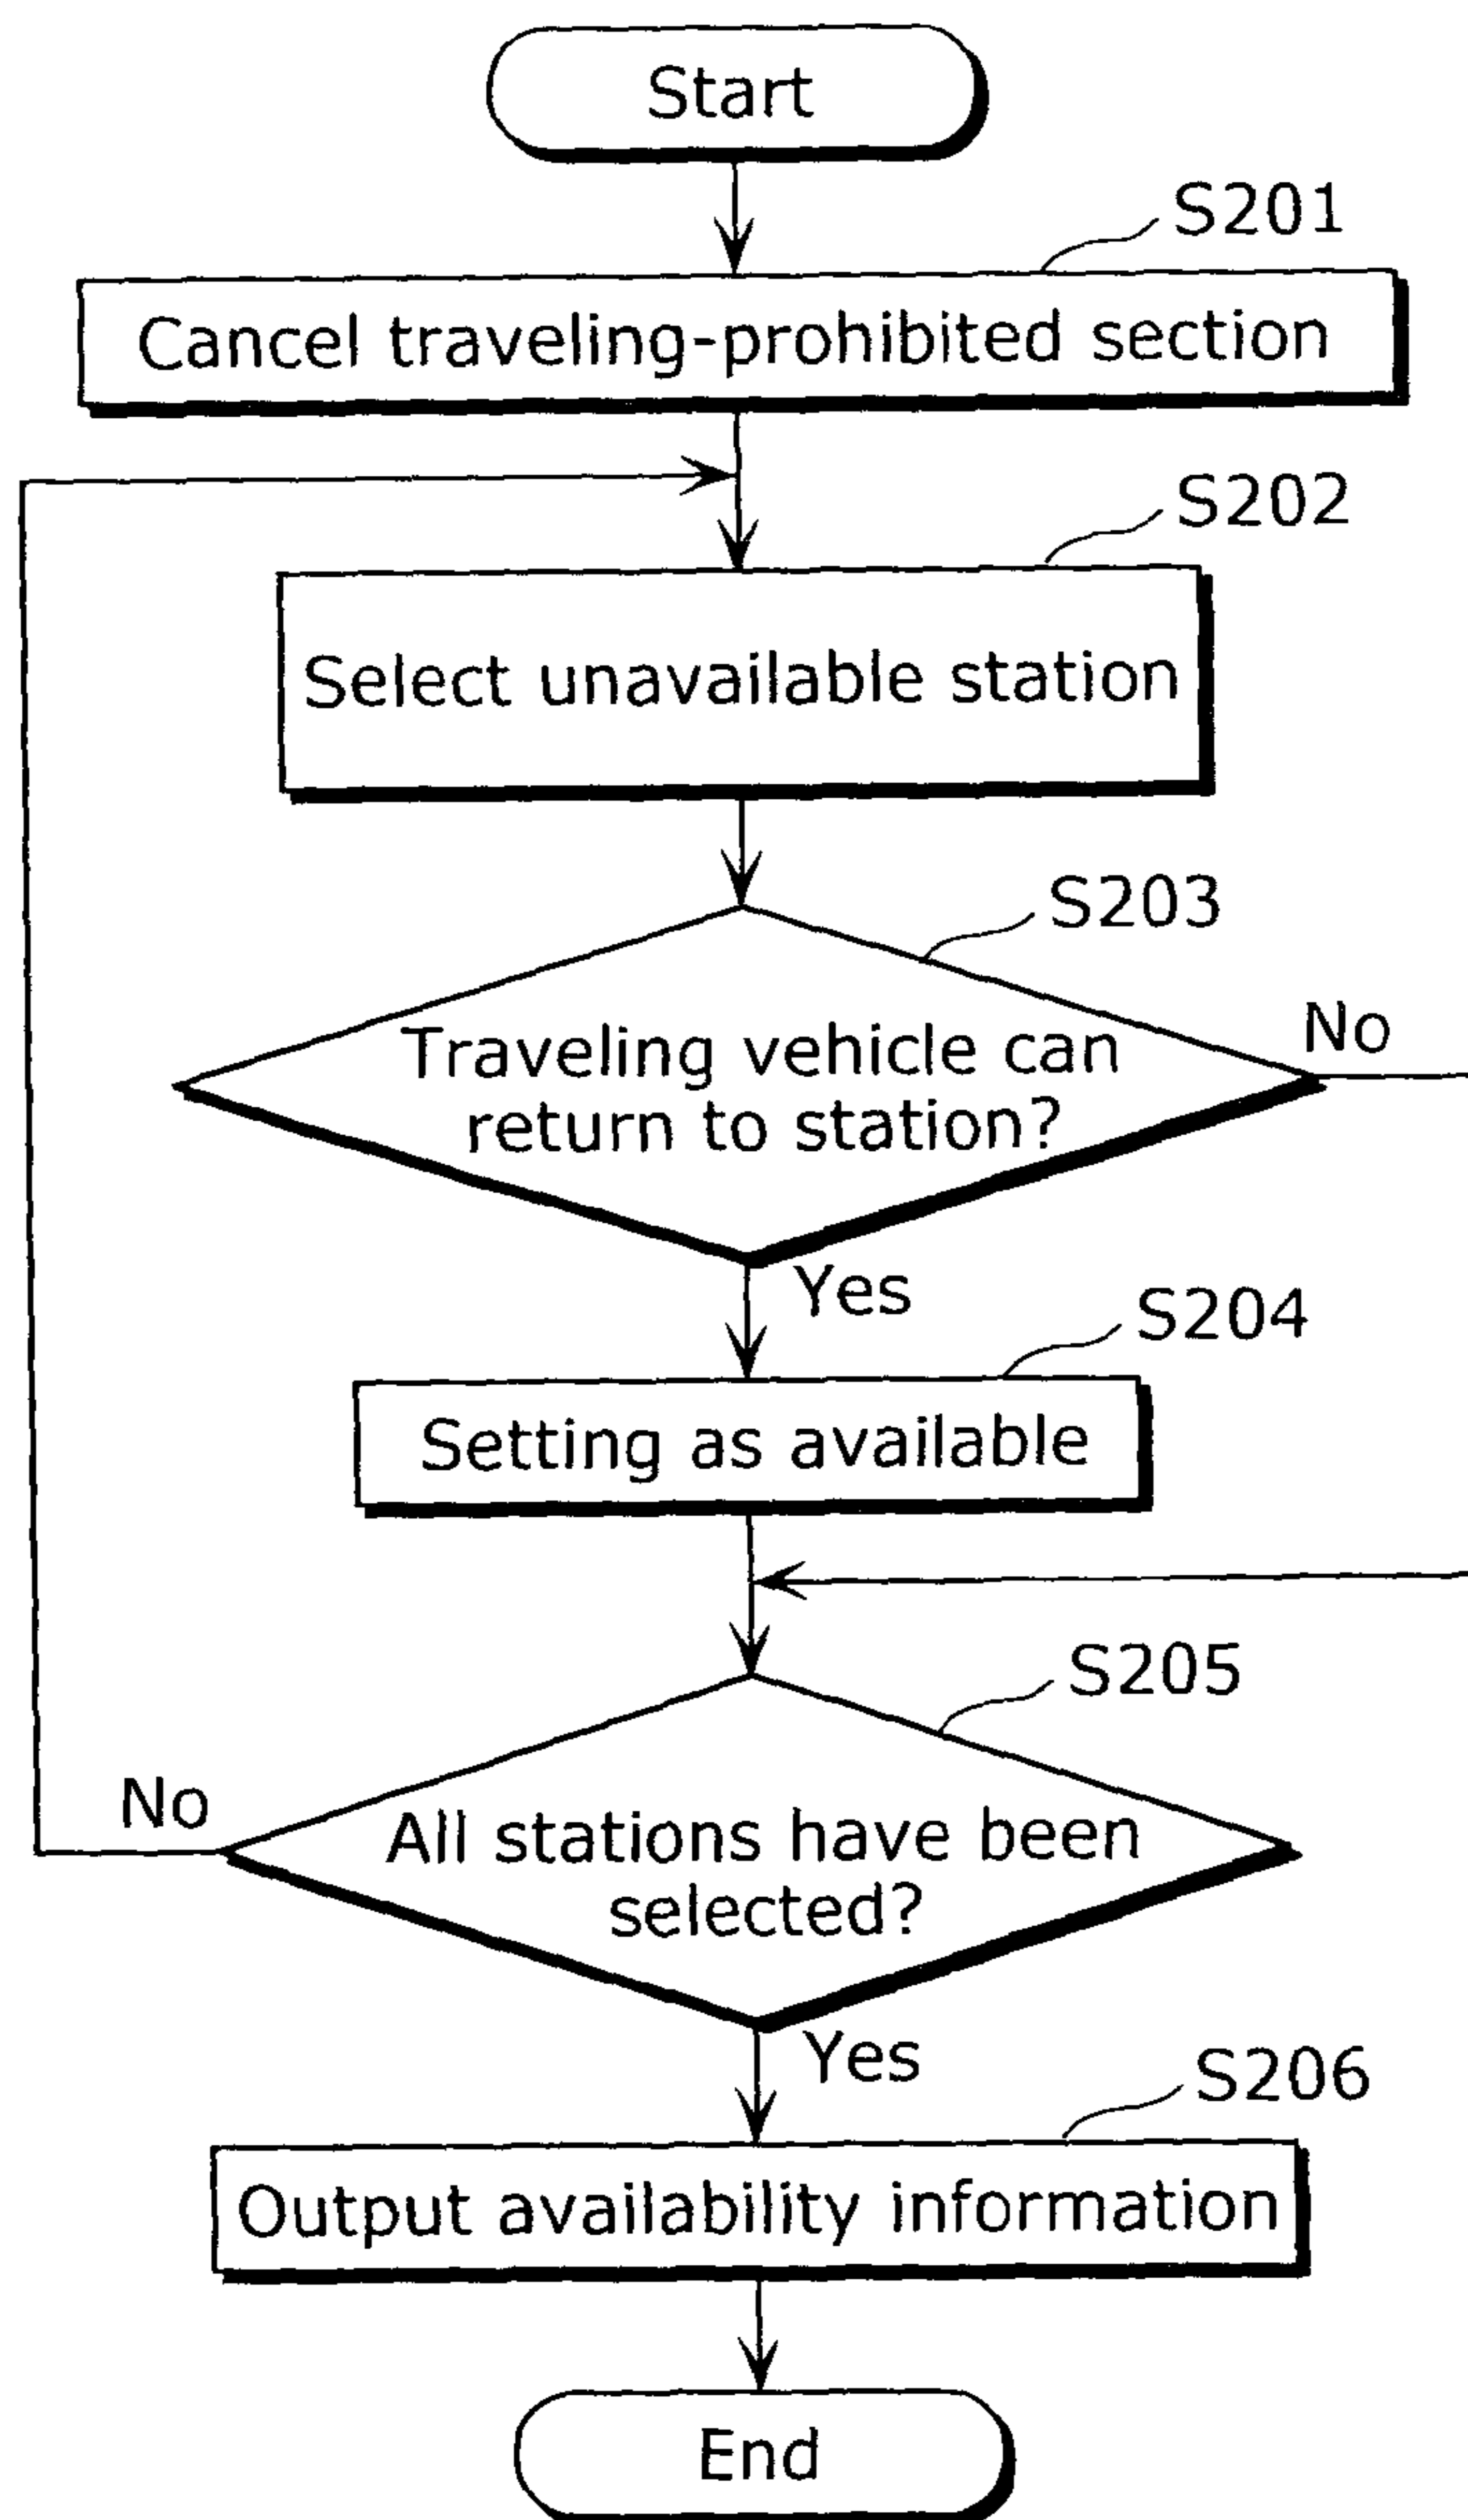 Start
S201
Cancel traveling-prohibited section
S202
Select unavailable station
S203
Traveling vehicle can
return to station?
No
Yes
S204
Setting as available
S205
All stations have been
selected?
No
Yes
S206
Output availability information
End